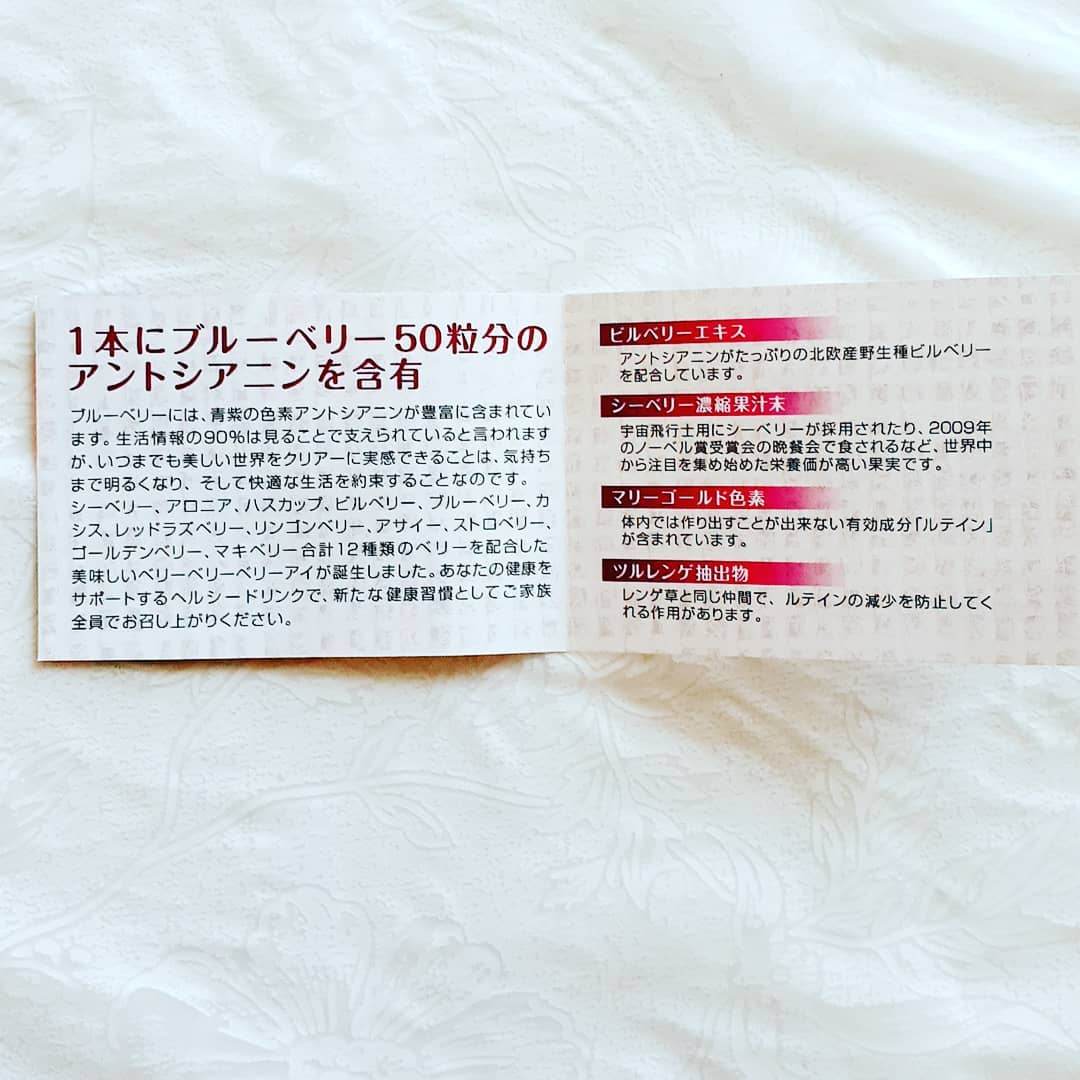 1本にブルーベリー50粒分の
アントシアニンを含有
ブルーベリーには、青紫の色素アントシアニンが豊富に含まれてい
ます。生活情報の90%は見ることで支えられていると言われます
が、いつまでも美しい世界をクリアーに実感できることは、気持ち
まで明るくなり、そして快適な生活を約束することなのです。
シーベリー、アロニア、ハスカップ、ビルベリー、ブルーベリー、カ
シス、レッドラズベリー、リンゴンベリー、アサイー、ストロベリー、
ゴールデンベリー、マキベリー合計12種類のベリーを配合した
美味しいベリーベリーベリーアイが誕生しました。あなたの健康を
サポートするヘルシードリンクで、新たな健康習慣としてご家族
全員でお召し上がりください。
ビルベリーエキス
アントシアニンがたっぷりの北欧産野生種ビルベリー
を配合しています。
シーベリー濃縮果汁末
宇宙飛行士用にシーベリーが採用されたり、2009年
のノーベル賞受賞会の晩餐会で食されるなど、世界中
から注目を集め始めた栄養価が高い果実です。
マリーゴールド色素
体内では作り出すことが出来ない有効成分「ルテイン」
が含まれています。
ツルレンゲ抽出物
レンゲ草と同じ仲間で、ルテインの減少を防止してく
れる作用があります。